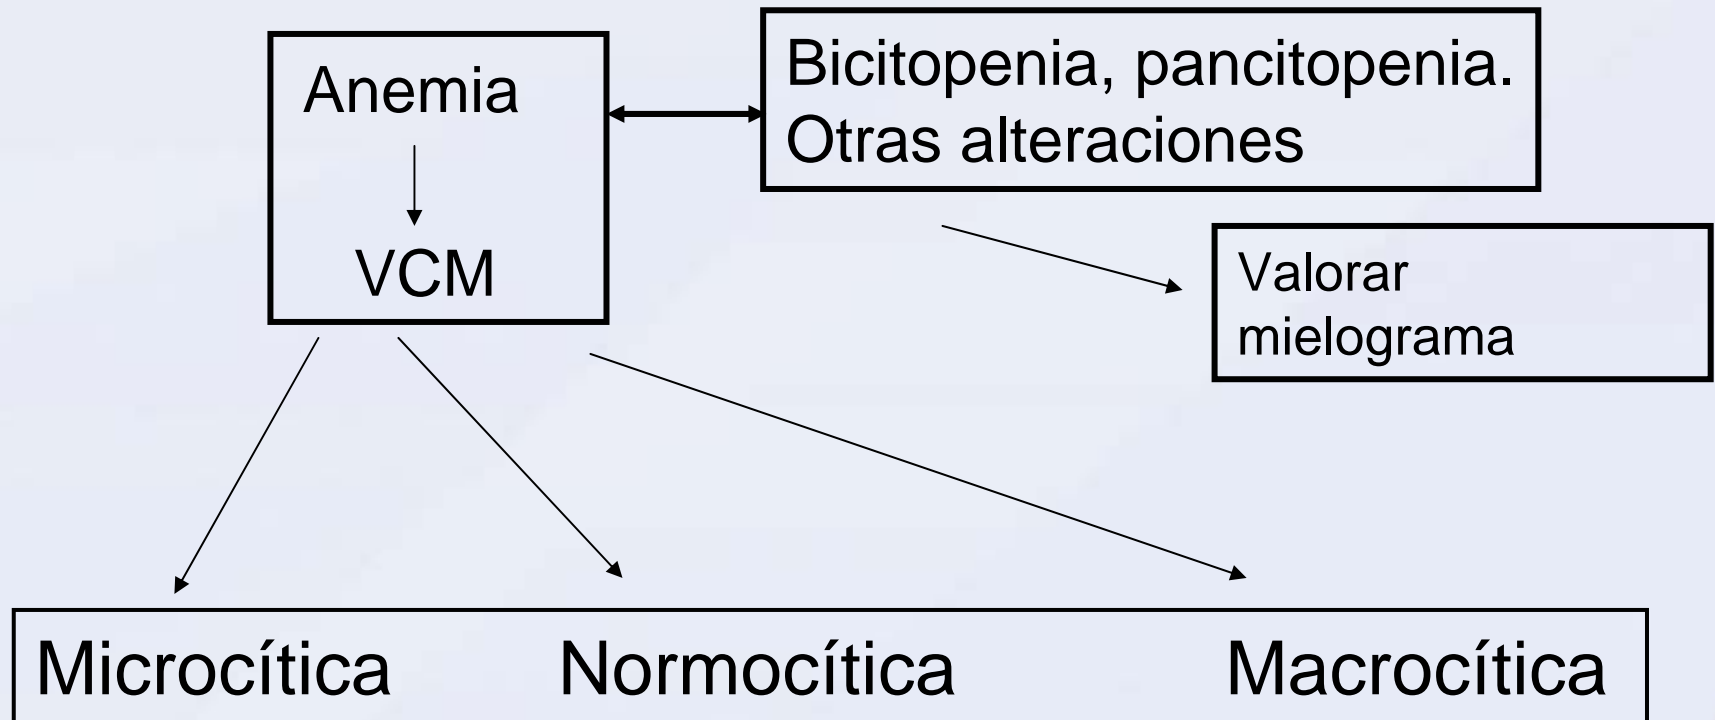 Anemia
VCM
Bicitopenia, pancitopenia.
Otras alteraciones
Valorar
mielograma
Microcítica Normocítica Macrocítica